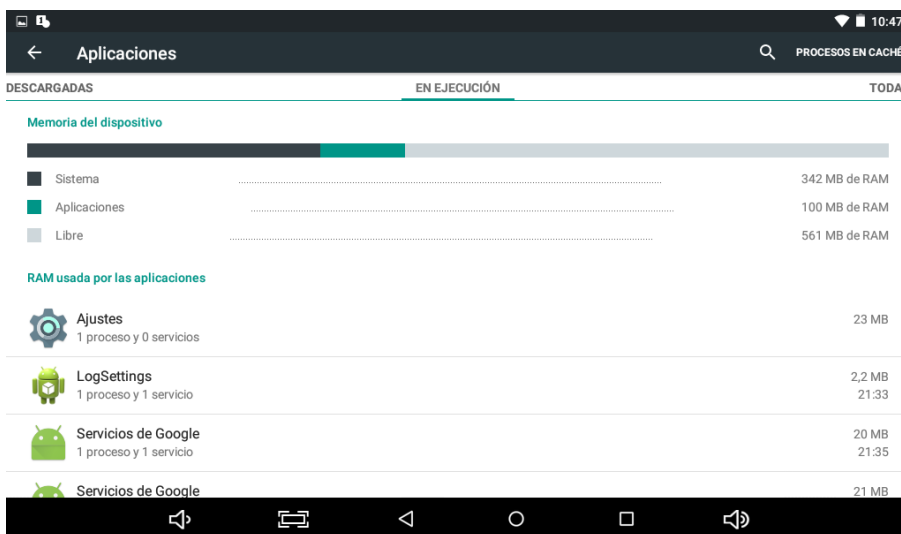 10:47
Aplicaciones
PROCESOS EN CACHÉ
DESCARGADAS EN EJECUCIÓN TODA
Memoria del dispositivo
Sistema 342 MB de RAM
Aplicaciones 100 MB de RAM
Libre 561 MB de RAM
RAM usada por las aplicaciones
Ajustes 23 MB
1 proceso y 0 servicios
LogSettings 2,2 MB
1 proceso y 1 servicio 21:33
Servicios de Google 20 MB
1 proceso y 1 servicio 21:35
Servicios de Google 21 MB